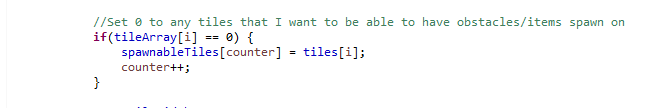 //Set 0 to any tiles that I want to be able to have obstacles/items spawn on
if(tileArray[i] == 0) {
spawnableTiles[counter] = tiles[i];
counter++;
}